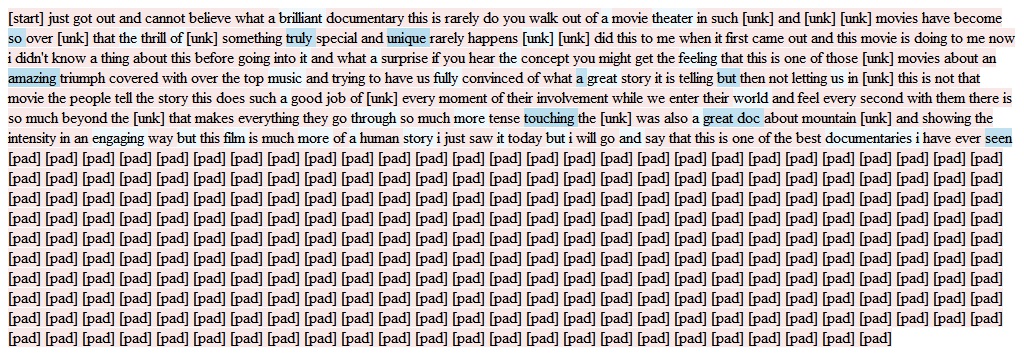 [start] just got out and cannot believe what a brilliant documentary this is rarely do you walk out of a movie theater in such [unk] and [unk] [unk] movies have become
so over [unk] that the thrill of [unk] something truly special and unique rarely happens [unk] [unk] did this to me when it first came out and this movie is doing to me now
i didn't know a thing about this before going into it and what a surprise if you hear the concept you might get the feeling that this is one of those [unk] movies about an
amazing triumph covered with over the top music and trying to have us fully convinced of what a great story it is telling but then not letting us in [unk] this is not that
movie the people tell the story this does such a good job of [unk] every moment of their involvement while we enter their world and feel every second with them there is
so much beyond the [unk] that makes everything they go through so much more tense touching the [unk] was also a great doc about mountain [unk] and showing the
intensity in an engaging way but this film is much more of a human story i just saw it today but i will go and say that this is one of the best documentaries i have ever seen
[pad] [pad] [pad] [pad] [pad] [pad] [pad] [pad] [pad] [pad] [pad] [pad] [pad] [pad] [pad] [pad] [pad] [pad] [pad] [pad] [pad] [pad] [pad] [pad] [pad] [pad] [pad]
[pad] [pad] [pad] [pad] [pad] [pad] [pad] [pad] [pad] [pad] [pad] [pad] [pad] [pad] [pad] [pad] [pad] [pad] [pad] [pad] [pad] [pad] [pad] [pad] [pad] [pad] [pad]
[pad] [pad] [pad] [pad] [pad] [pad] [pad] [pad] [pad] [pad] [pad] [pad] [pad] [pad] [pad] [pad] [pad] [pad] [pad] [pad] [pad] [pad] [pad] [pad] [pad] [pad] [pad]
[pad] [pad] [pad] [pad] [pad] [pad] [pad] [pad] [pad] [pad] [pad] [pad] [pad] [pad] [pad] [pad] [pad] [pad] [pad] [pad] [pad] [pad] [pad] [pad] [pad] [pad] [pad]
[pad] [pad] [pad] [pad] [pad] [pad] [pad] [pad] [pad] [pad] [pad] [pad] [pad] [pad] [pad] [pad] [pad] [pad] [pad] [pad] [pad] [pad] [pad] [pad] [pad] [pad] [pad]
[pad] [pad] [pad] [pad] [pad] [pad] [pad] [pad] [pad] [pad] [pad] [pad] [pad] [pad] [pad] [pad] [pad] [pad] [pad] [pad] [pad] [pad] [pad] [pad] [pad] [pad] [pad]
[pad] [pad] [pad] [pad] [pad] [pad] [pad] [pad] [pad] [pad] [pad] [pad] [pad] [pad] [pad] [pad] [pad] [pad] [pad] [pad] [pad] [pad] [pad] [pad] [pad] [pad] [pad]
[pad] [pad] [pad] [pad] [pad] [pad] [pad] [pad] [pad] [pad] [pad] [pad] [pad] [pad] [pad] [pad] [pad] [pad] [pad] [pad] [pad] [pad] [pad] [pad] [pad] [pad] [pad]
[pad] [pad] [pad] [pad] [pad] [pad] [pad] [pad] [pad] [pad] [pad] [pad] [pad] [pad] [pad] [pad] [pad] [pad] [pad] [pad] [pad] [pad] [pad] [pad] [pad] [pad] [pad]
[pad] [pad] [pad] [pad] [pad] [pad] [pad] [pad] [pad] [pad] [pad] [pad] [pad] [pad] [pad] [pad] [pad] [pad] [pad] [pad] [pad] [pad] [pad] [pad]